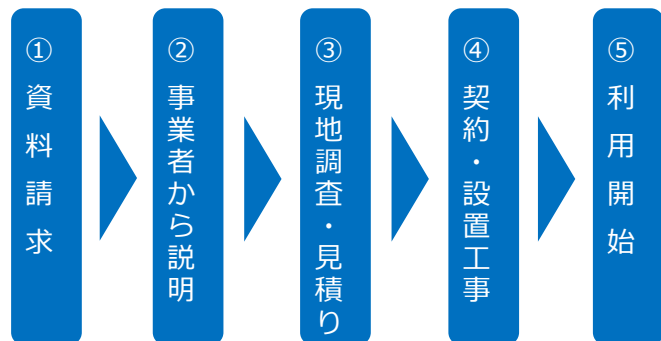 ①資料請求
②事業者から説明
③現地調査・見積り
④契約・設置工事
⑤利用開始